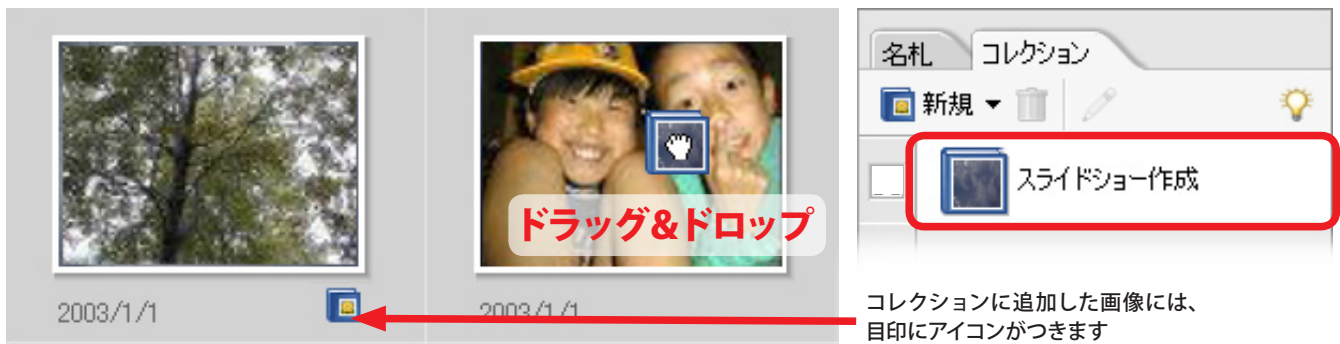 名札
コレクション
新規
スライドショー作成
ドラッグ&ドロップ
2003/1/1
2003/1/1
コレクションに追加した画像には、
目印にアイコンがつきます